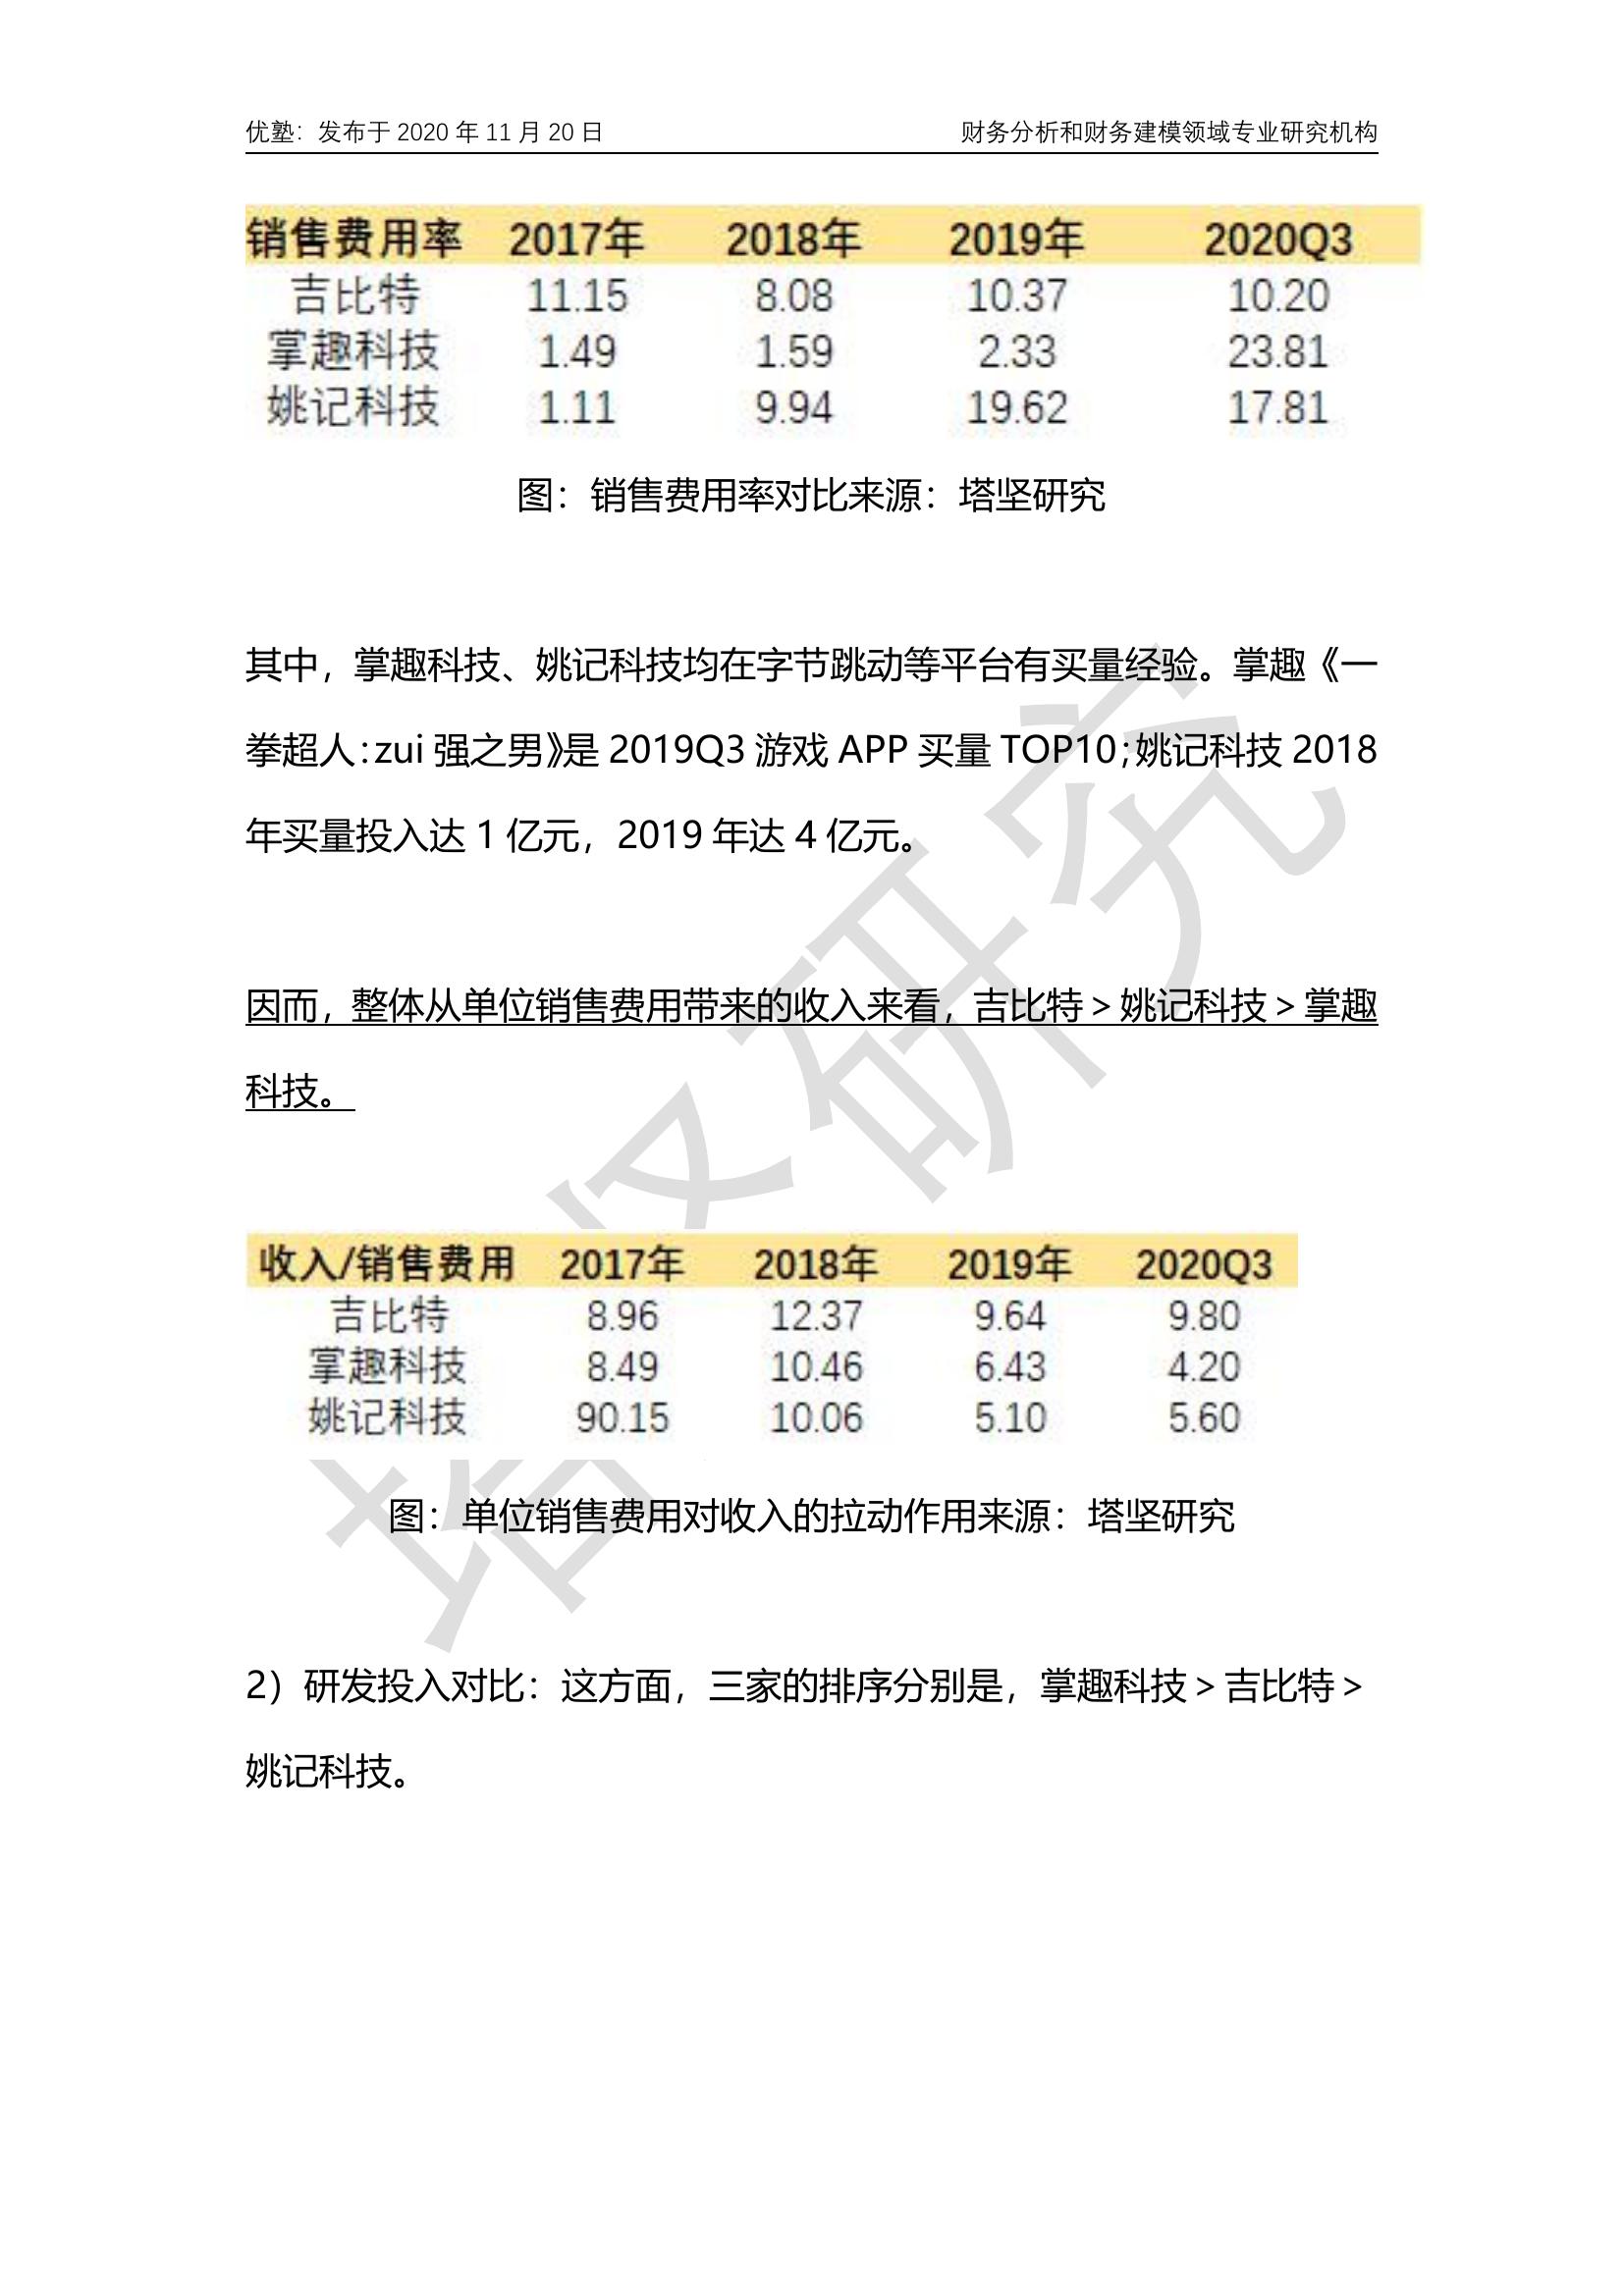 优塾：发布于 2020 年 11 月 20 日 财务分析和财务建模领域专业研究机构
销售费用率 2017年 2018年 2019年 2020Q3
吉比特 11.15 8.08 10.37 10.20
掌趣科技 1.49 1.59 2.33 23.81
姚记科技 1.11 9.94 19.62 17.81
图：销售费用率对比来源：塔坚研究
其中，掌趣科技、姚记科技均在字节跳动等平台有买量经验。掌趣《一
拳超人：zui 强之男》是 2019Q3 游戏 APP 买量 TOP10；姚记科技 2018
年买量投入达 1 亿元，2019 年达 4 亿元。
因而，整体从单位销售费用带来的收入来看，吉比特＞姚记科技＞掌趣
科技。
收入/销售费用 2017年 2018年 2019年 2020Q3
吉比特 8.96 12.37 9.64 9.80
掌趣科技 8.49 10.46 6.43 4.20
姚记科技 90.15 10.06 5.10 5.60
图：单位销售费用对收入的拉动作用来源：塔坚研究
2）研发投入对比：这方面，三家的排序分别是，掌趣科技＞吉比特＞
姚记科技。
塔坚研究